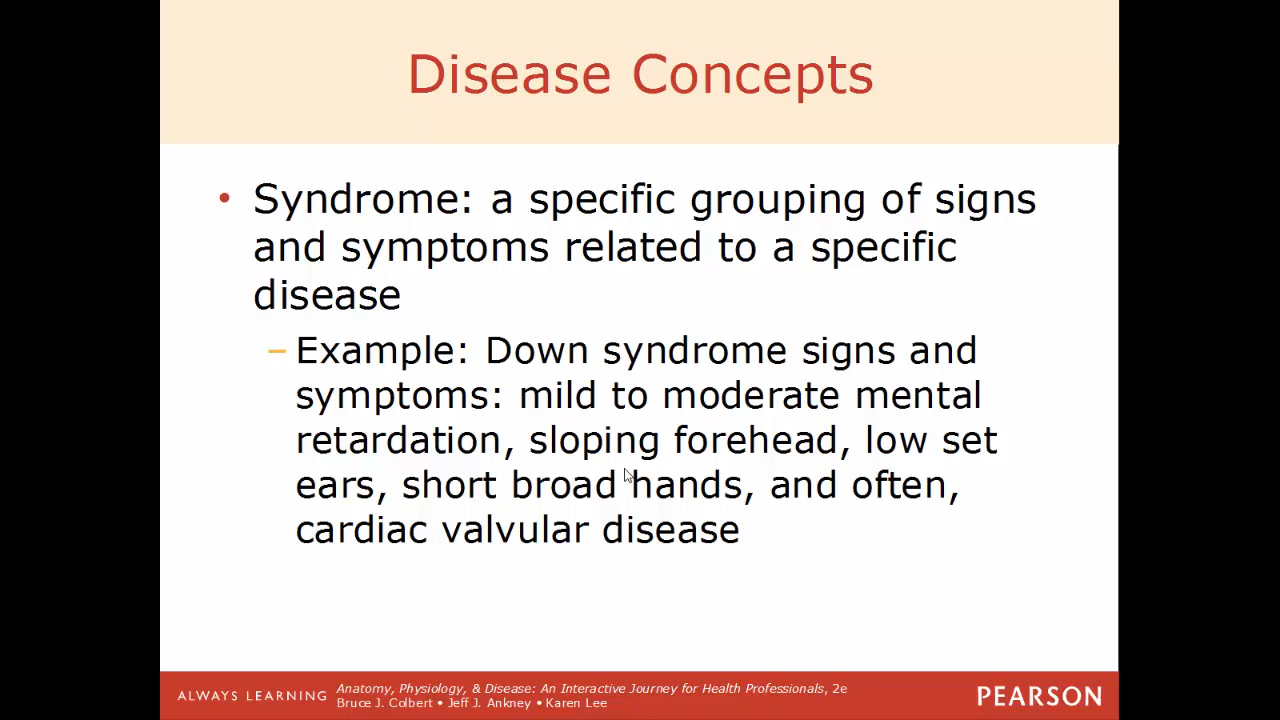 Disease Concepts
• Syndrome: a specific grouping of signs
and symptoms related to a specific
disease
– Example: Down syndrome signs and
symptoms: mild to moderate mental
retardation, sloping forehead, low set
ears, short broad hands, and often,
cardiac valvular disease
ALWAYS LEARNING
Anatomy, Physiology, & Disease: An Interactive Journey for Health Professionals, 2e
Bruce J. Colbert • Jeff J. Ankney • Karen Lee
PEARSON